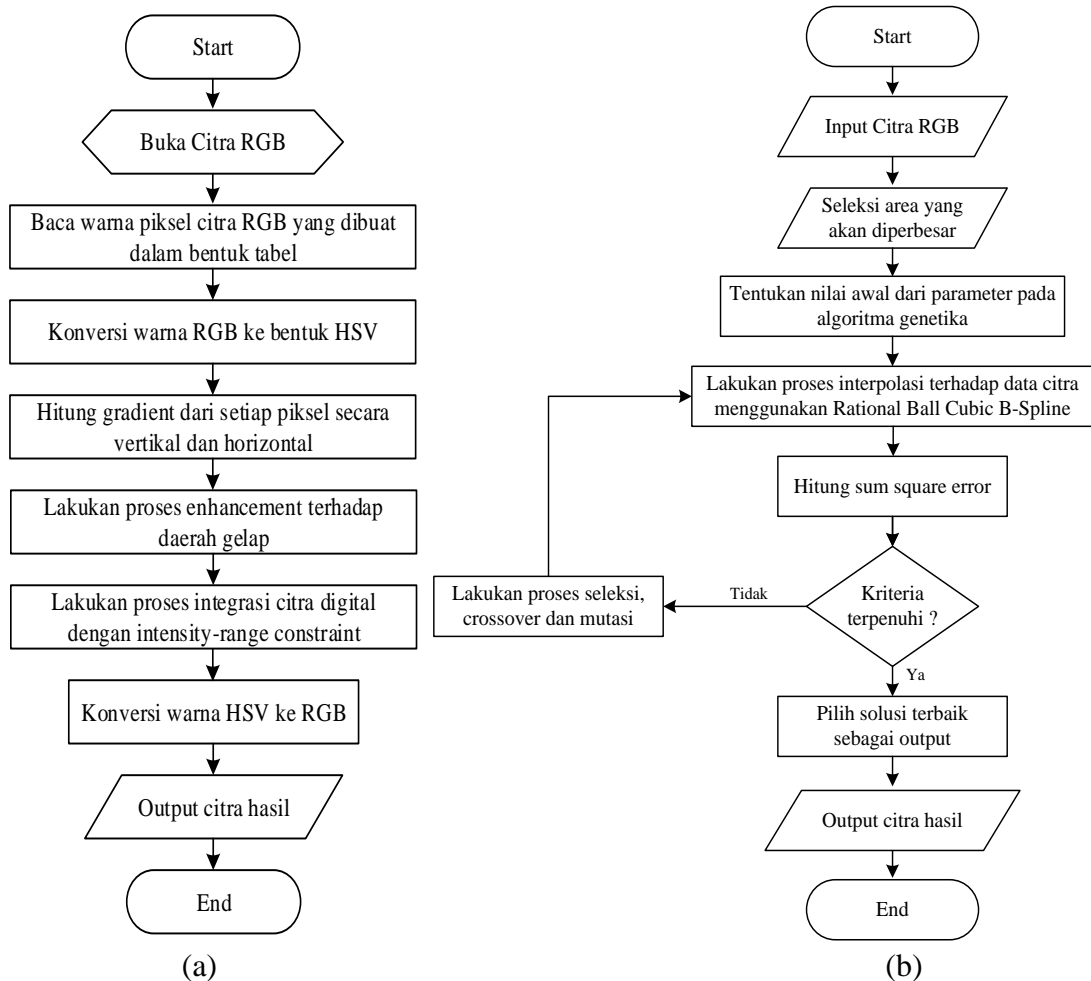 Start
Buka Citra RGB
Baca warna piksel citra RGB yang dibuat
dalam bentuk tabel
Konversi warna RGB ke bentuk HSV
Hitung gradient dari setiap piksel secara
vertikal dan horizontal
Lakukan proses enhancement terhadap
daerah gelap
Lakukan proses integrasi citra digital
dengan intensity-range constraint
Konversi warna HSV ke RGB
Output citra hasil
End
(a)
Start
Input Citra RGB
Seleksi area yang
akan diperbesar
Tentukan nilai awal dari parameter pada
algoritma genetika
Lakukan proses interpolasi terhadap data citra
menggunakan Rational Ball Cubic B-Spline
Hitung sum square error
Kriteria
terpenuhi ?
Tidak
Lakukan proses seleksi,
crossover dan mutasi
Ya
Pilih solusi terbaik
sebagai output
Output citra hasil
End
(b)